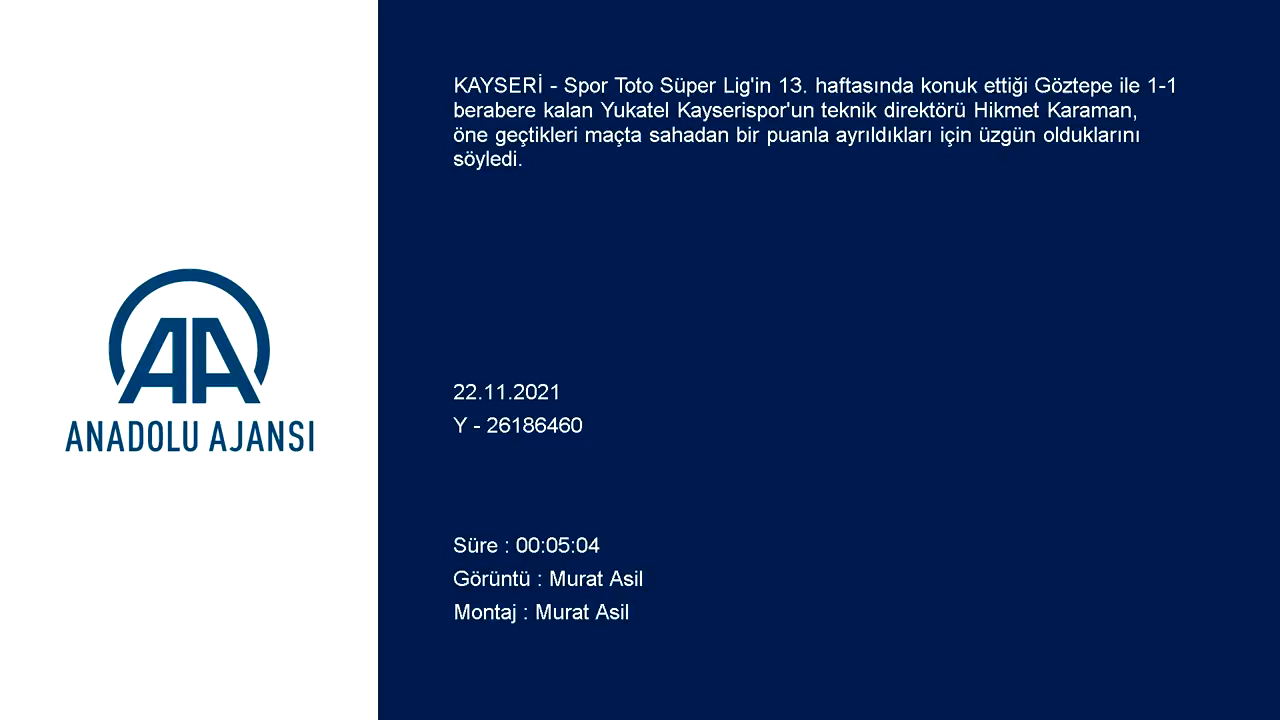 KAYSERİ - Spor Toto Süper Lig'in 13. haftasında konuk ettiği Göztepe ile 1-1
berabere kalan Yukatel Kayserispor'un teknik direktörü Hikmet Karaman,
öne geçtikleri maçta sahadan bir puanla ayrıldıkları için üzgün olduklarını
söyledi.
AA
ANADOLU AJANSI
22.11.2021
Y - 26186460
Süre : 00:05:04
Görüntü : Murat Asil
Montaj : Murat Asil